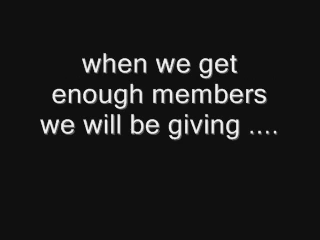 when we get
enough members
we will be giving ....